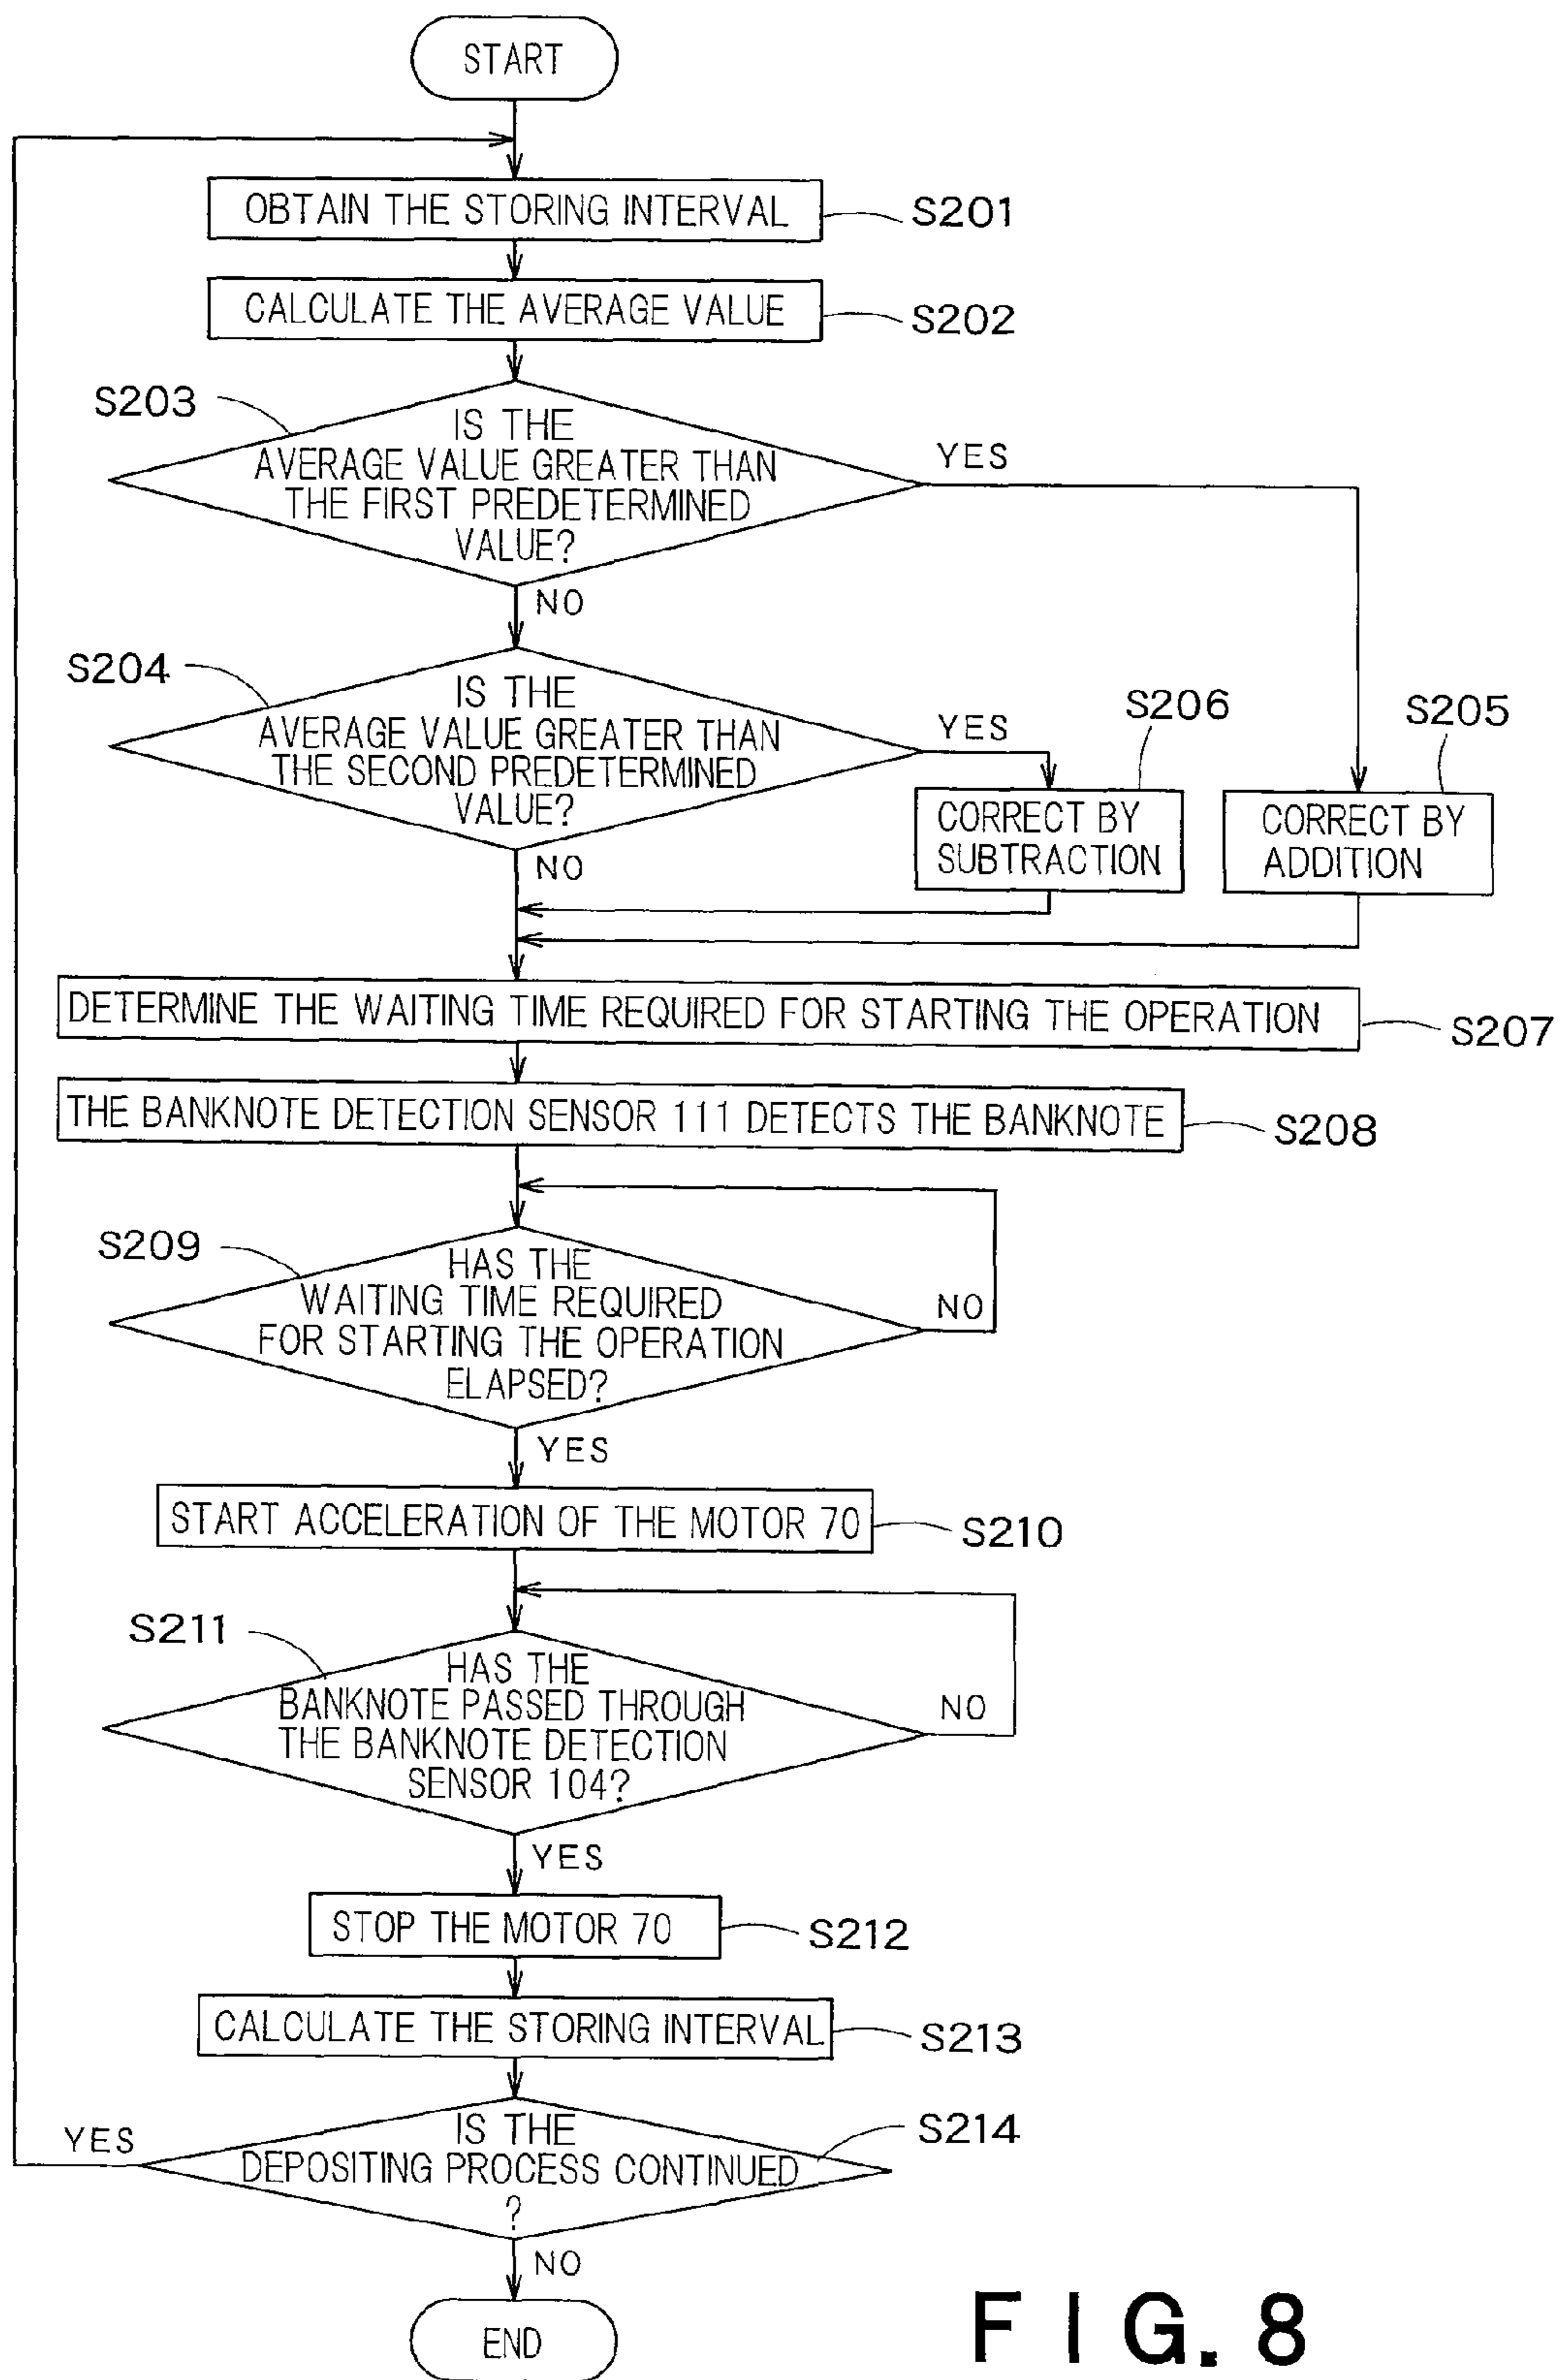 START
OBTAIN THE STORING INTERVAL
S201
CALCULATE THE AVERAGE VALUE
S202
S203
IS THE
AVERAGE VALUE GREATER THAN
THE FIRST PREDETERMINED
VALUE?
YES
NO
S204
IS THE
AVERAGE VALUE GREATER THAN
THE SECOND PREDETERMINED
VALUE?
YES
NO
S206
CORRECT BY
SUBTRACTION
S205
CORRECT BY
ADDITION
DETERMINE THE WAITING TIME REQUIRED FOR STARTING THE OPERATION
S207
THE BANKNOTE DETECTION SENSOR 111 DETECTS THE BANKNOTE
S208
S209
HAS THE
WAITING TIME REQUIRED
FOR STARTING THE OPERATION
ELAPSED?
NO
YES
START ACCELERATION OF THE MOTOR 70
S210
S211
HAS THE
BANKNOTE PASSED THROUGH
THE BANKNOTE DETECTION
SENSOR 104?
NO
YES
STOP THE MOTOR 70
S212
CALCULATE THE STORING INTERVAL
S213
S214
IS THE
DEPOSITING PROCESS CONTINUED
?
YES
NO
END
FIG. 8